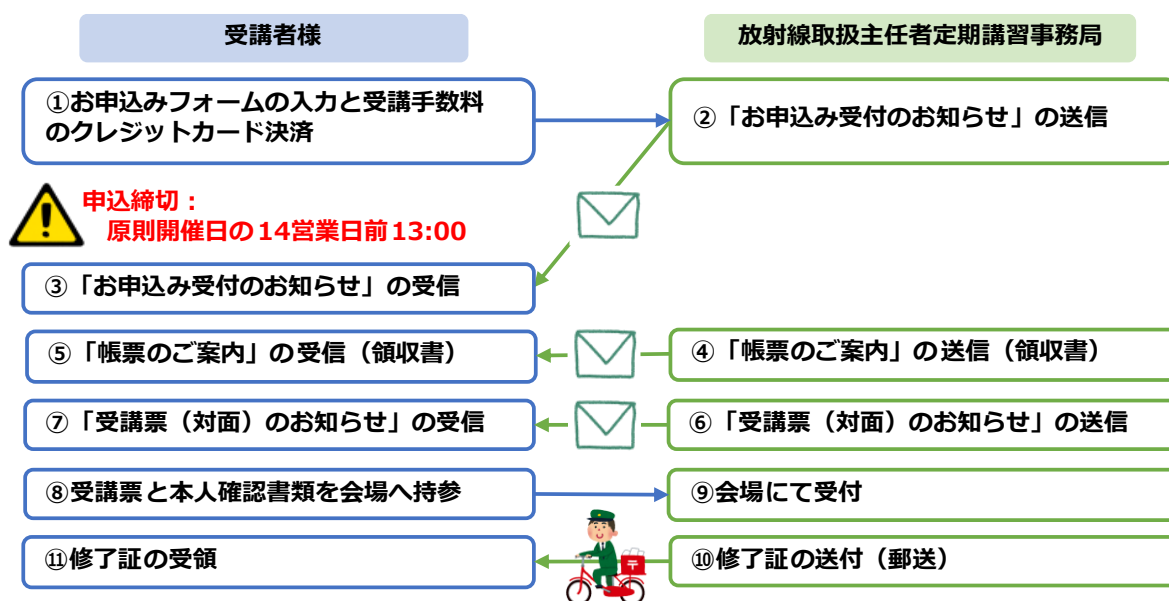 受講者様
放射線取扱主任者定期講習事務局
①お申込みフォームの入力と受講手数料
のクレジットカード決済
②「お申込み受付のお知らせ」の送信
申込締切：
原則開催日の14営業日前13:00
③「お申込み受付のお知らせ」の受信
⑤「帳票のご案内」の受信（領収書）
④「帳票のご案内」の送信（領収書）
⑦「受講票（対面）のお知らせ」の受信
⑥「受講票（対面）のお知らせ」の送信
⑧受講票と本人確認書類を会場へ持参
⑨会場にて受付
⑪修了証の受領
⑩修了証の送付（郵送）